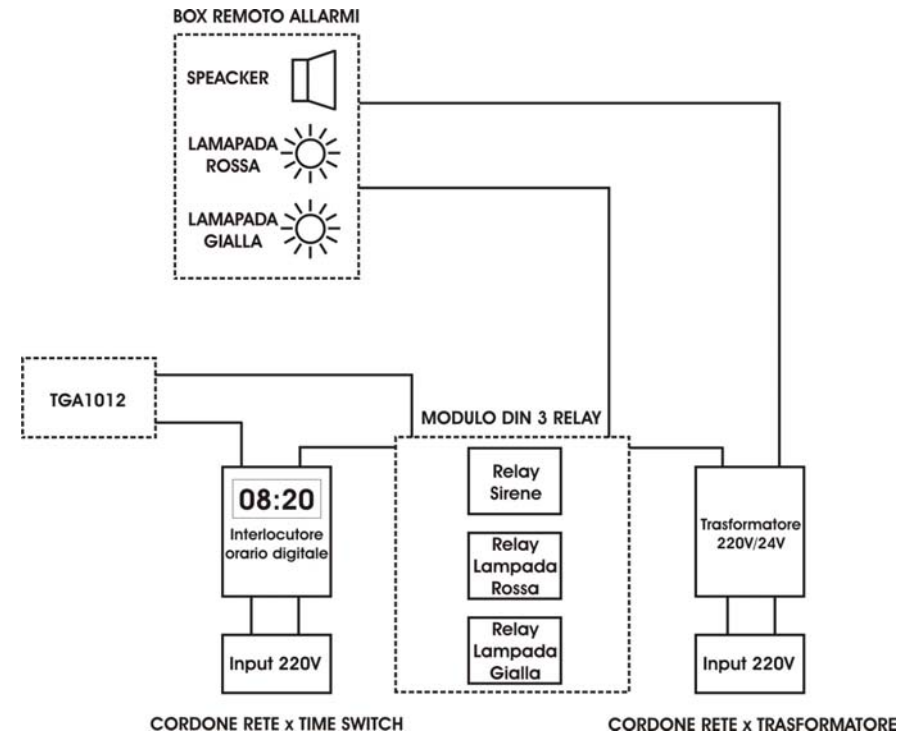 BOX REMOTO ALLARMI
SPEACKER
LAMAPADA
ROSSA
LAMAPADA
GIALLA
TGA1012
MODULO DIN 3 RELAY
08:20
Interlocutore
orario digitale
Relay
Sirene
Relay
Lampada
Rossa
Relay
Lampada
Gialla
Trasformatore
220V/24V
Input 220V
Input 220V
CORDONE RETE x TIME SWITCH
CORDONE RETE x TRASFORMATORE